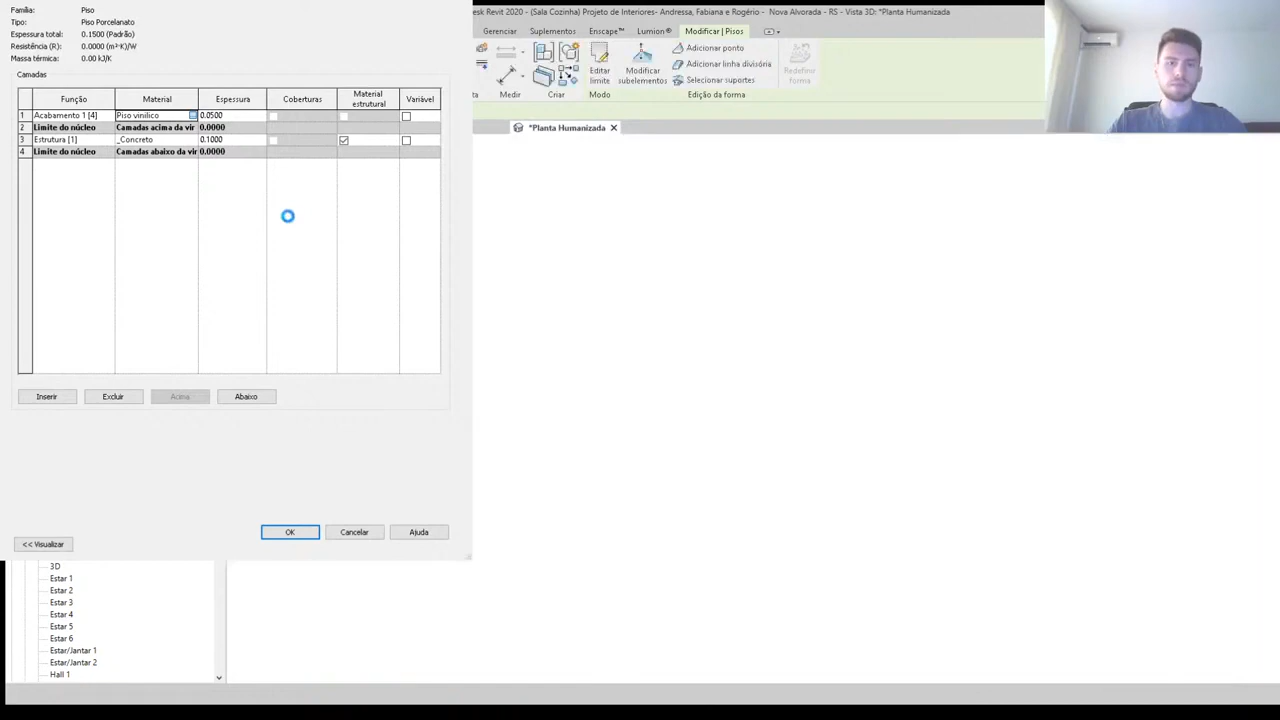 Família: Piso
Tipo: Piso Porcelanato
Espessura total: 0.1500 (Padrão)
Resistência (R): 0.0000 (m²·K)/W
Massa térmica: 0.00 kJ/K
Camadas
Função Material Espessura Coberturas Material estrutural Variável
1 Acabamento 1 [4] Piso vinilico 0.0500
2 Limite do núcleo Camadas acima da vir 0.0000
3 Estrutura [1] _Concreto 0.1000
4 Limite do núcleo Camadas abaixo da vir 0.0000
Inserir Excluir Acima Abaixo
OK Cancelar Ajuda
<< Visualizar
desk Revit 2020 - (Sala Cozinha) Projeto de Interiores- Andressa, Fabiana e Rogério - Nova Alvorada - RS - Vista 3D: *Planta Humanizada
Gerenciar Suplementos Enscape™ Lumion® Modificar | Pisos
Editar limite
Modificar subelementos
Adicionar ponto
Adicionar linha divisória
Selecionar suportes
Redefinir forma
Medir Criar Modo Edição da forma
*Planta Humanizada
3D
Estar 1
Estar 2
Estar 3
Estar 4
Estar 5
Estar 6
Estar/Jantar 1
Estar/Jantar 2
Hall 1